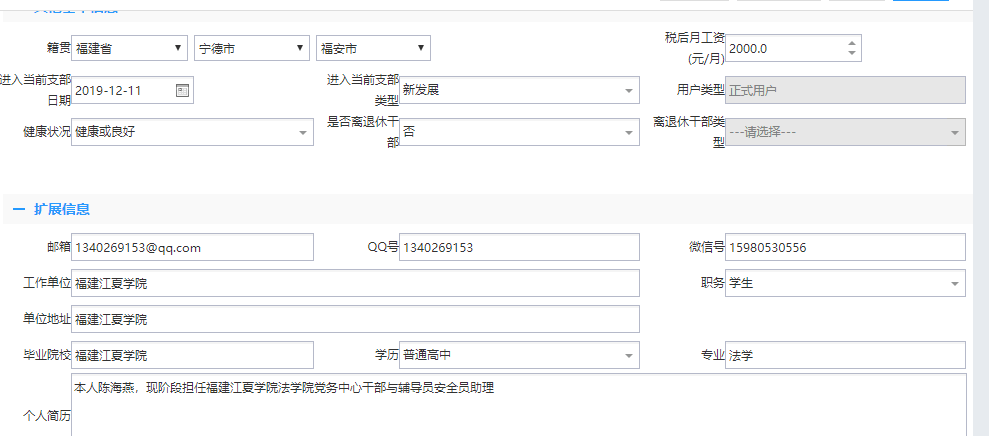 籍贯 福建省 宁德市 福安市 税后月工资(元/月) 2000.0
进入当前支部日期 2019-12-11 进入当前支部类型 新发展 用户类型 正式用户
健康状况 健康或良好 是否离退休干部 否 离退休干部类型 ---请选择---
扩展信息
邮箱 1340269153@qq.com QQ号 1340269153 微信号 15980530556
工作单位 福建江夏学院 职务 学生
单位地址 福建江夏学院
毕业院校 福建江夏学院 学历 普通高中 专业 法学
个人简历 本人陈海燕，现阶段担任福建江夏学院法学院党务中心干部与辅导员安全员助理